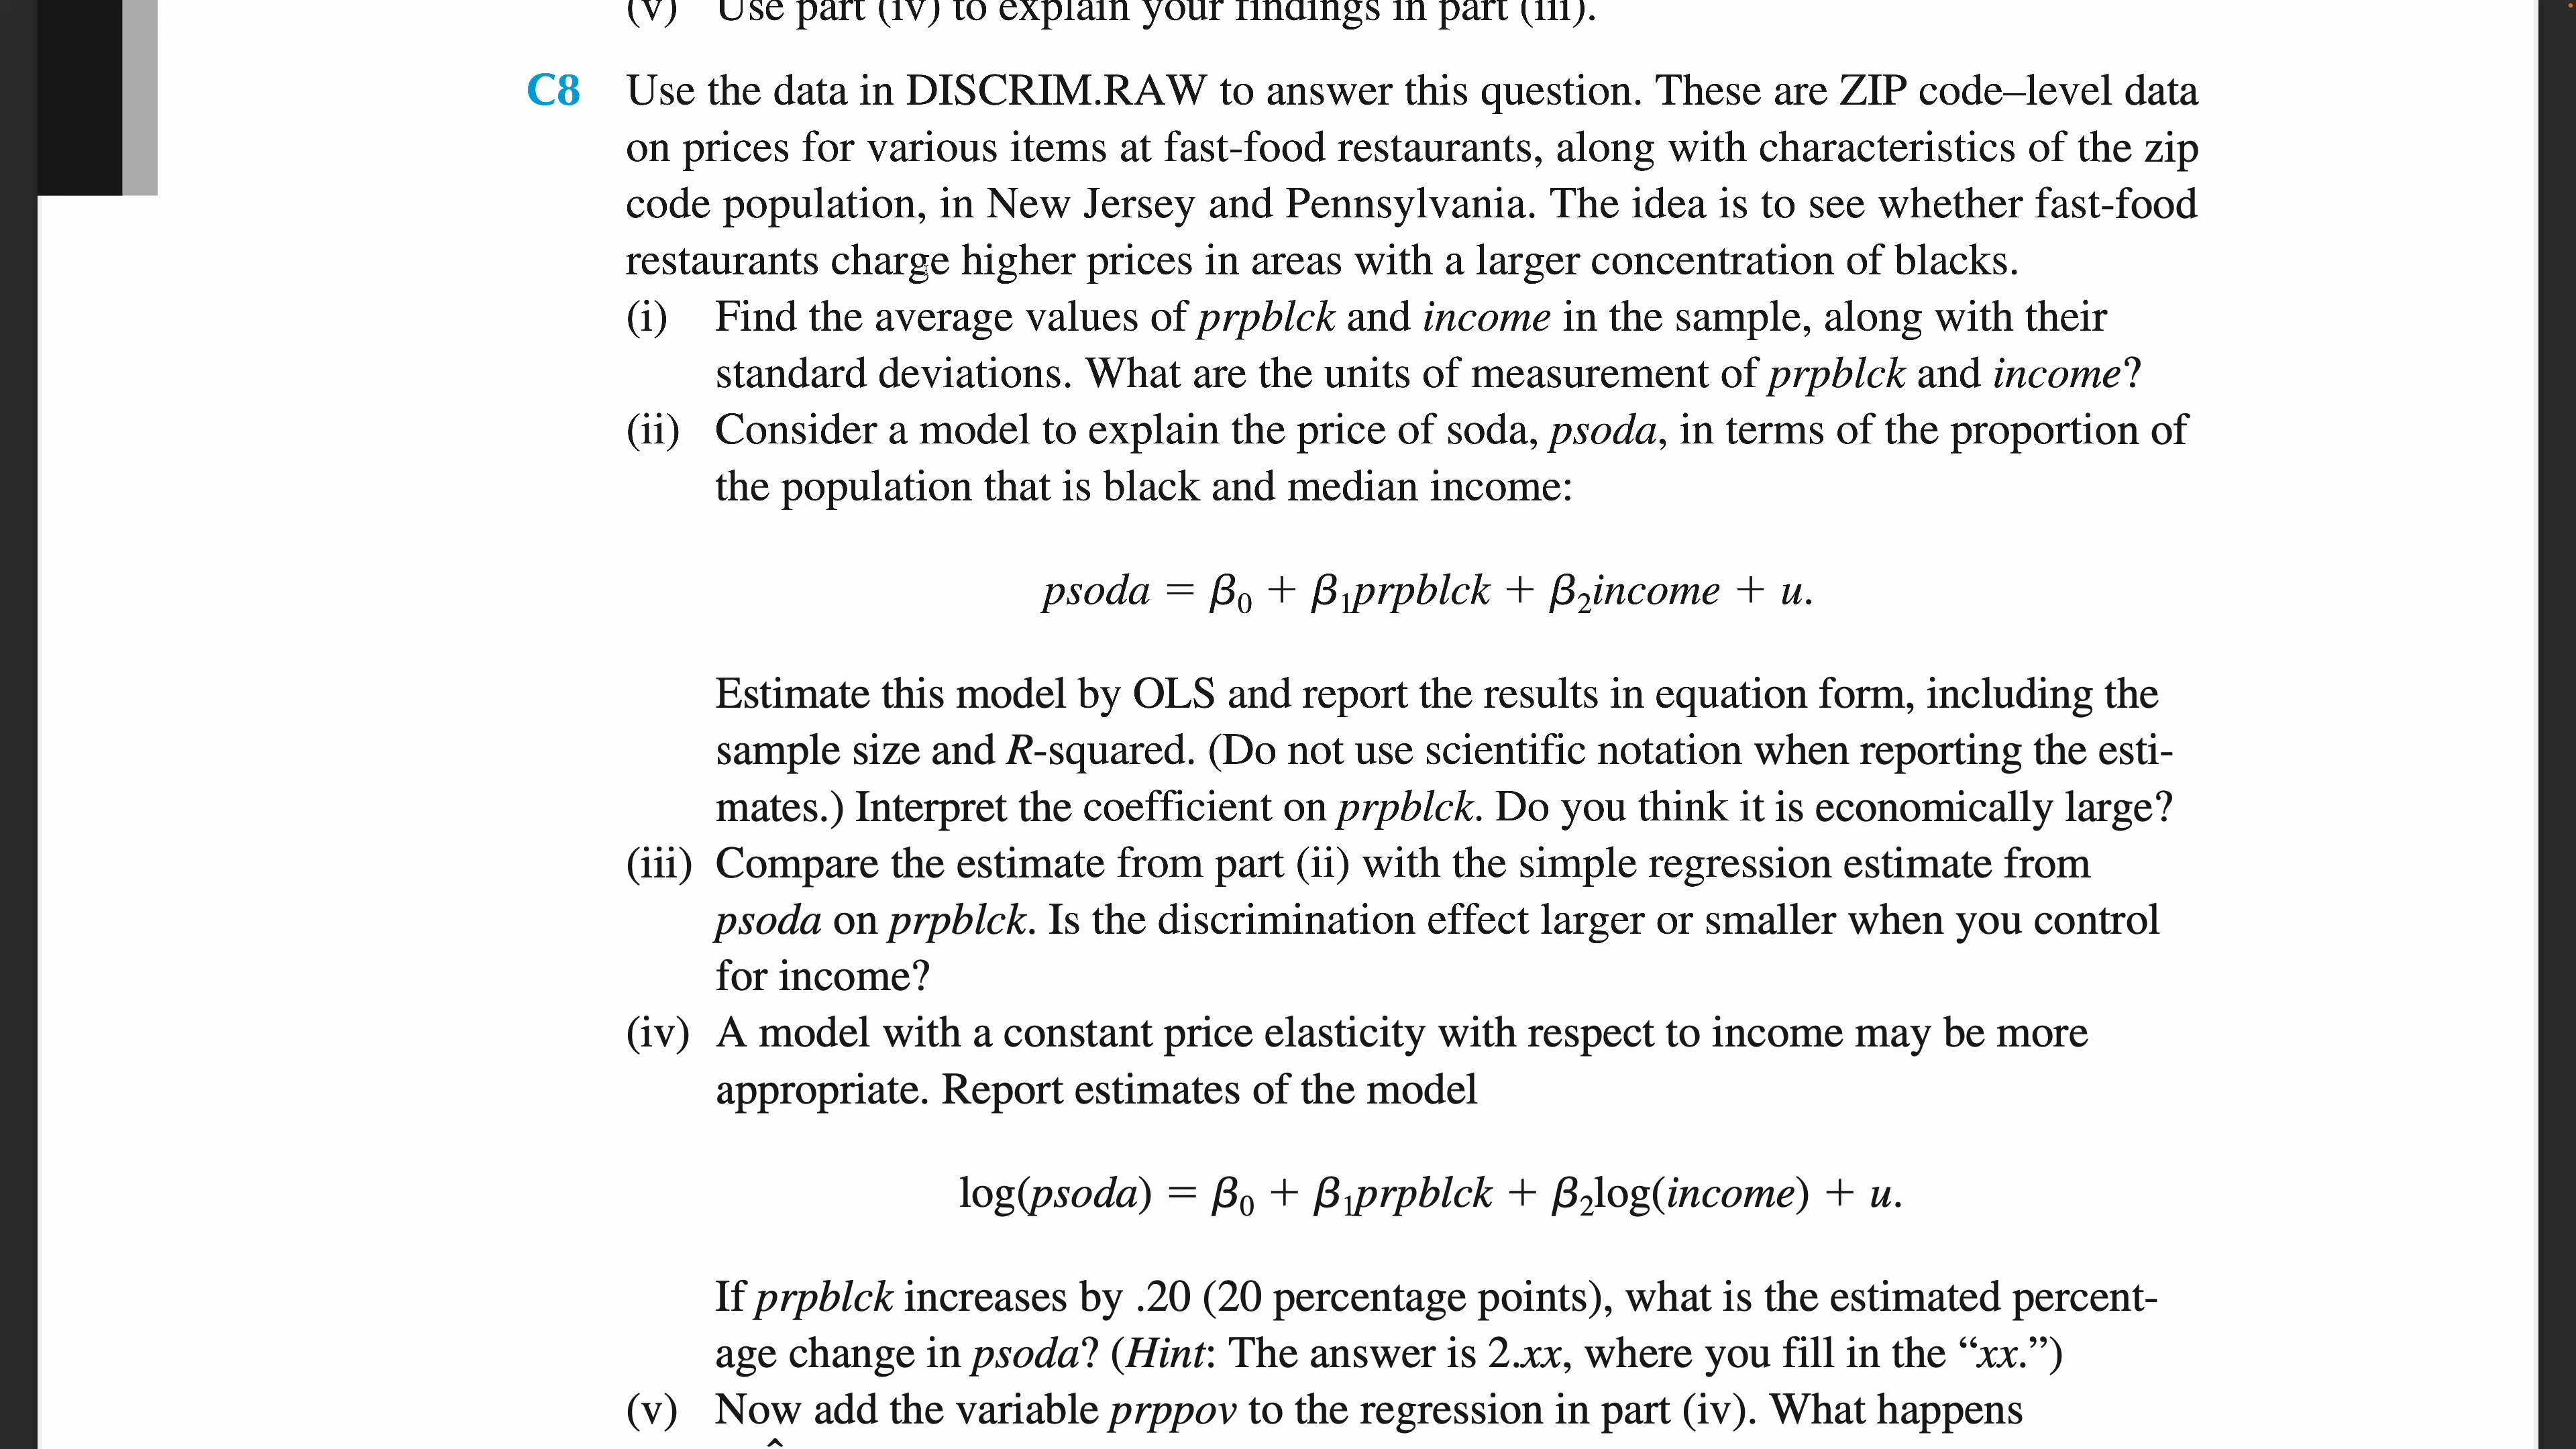 (v) Use part (iv) to explain your findings in part (iii).
C8 Use the data in DISCRIM.RAW to answer this question. These are ZIP code–level data
on prices for various items at fast-food restaurants, along with characteristics of the zip
code population, in New Jersey and Pennsylvania. The idea is to see whether fast-food
restaurants charge higher prices in areas with a larger concentration of blacks.
(i) Find the average values of prpblck and income in the sample, along with their
standard deviations. What are the units of measurement of prpblck and income?
(ii) Consider a model to explain the price of soda, psoda, in terms of the proportion of
the population that is black and median income:
psoda = β₀ + β₁prpblck + β₂income + u.
Estimate this model by OLS and report the results in equation form, including the
sample size and R-squared. (Do not use scientific notation when reporting the esti-
mates.) Interpret the coefficient on prpblck. Do you think it is economically large?
(iii) Compare the estimate from part (ii) with the simple regression estimate from
psoda on prpblck. Is the discrimination effect larger or smaller when you control
for income?
(iv) A model with a constant price elasticity with respect to income may be more
appropriate. Report estimates of the model
log(psoda) = β₀ + β₁prpblck + β₂log(income) + u.
If prpblck increases by .20 (20 percentage points), what is the estimated percent-
age change in psoda? (Hint: The answer is 2.xx, where you fill in the “xx.”)
(v) Now add the variable prppov to the regression in part (iv). What happens